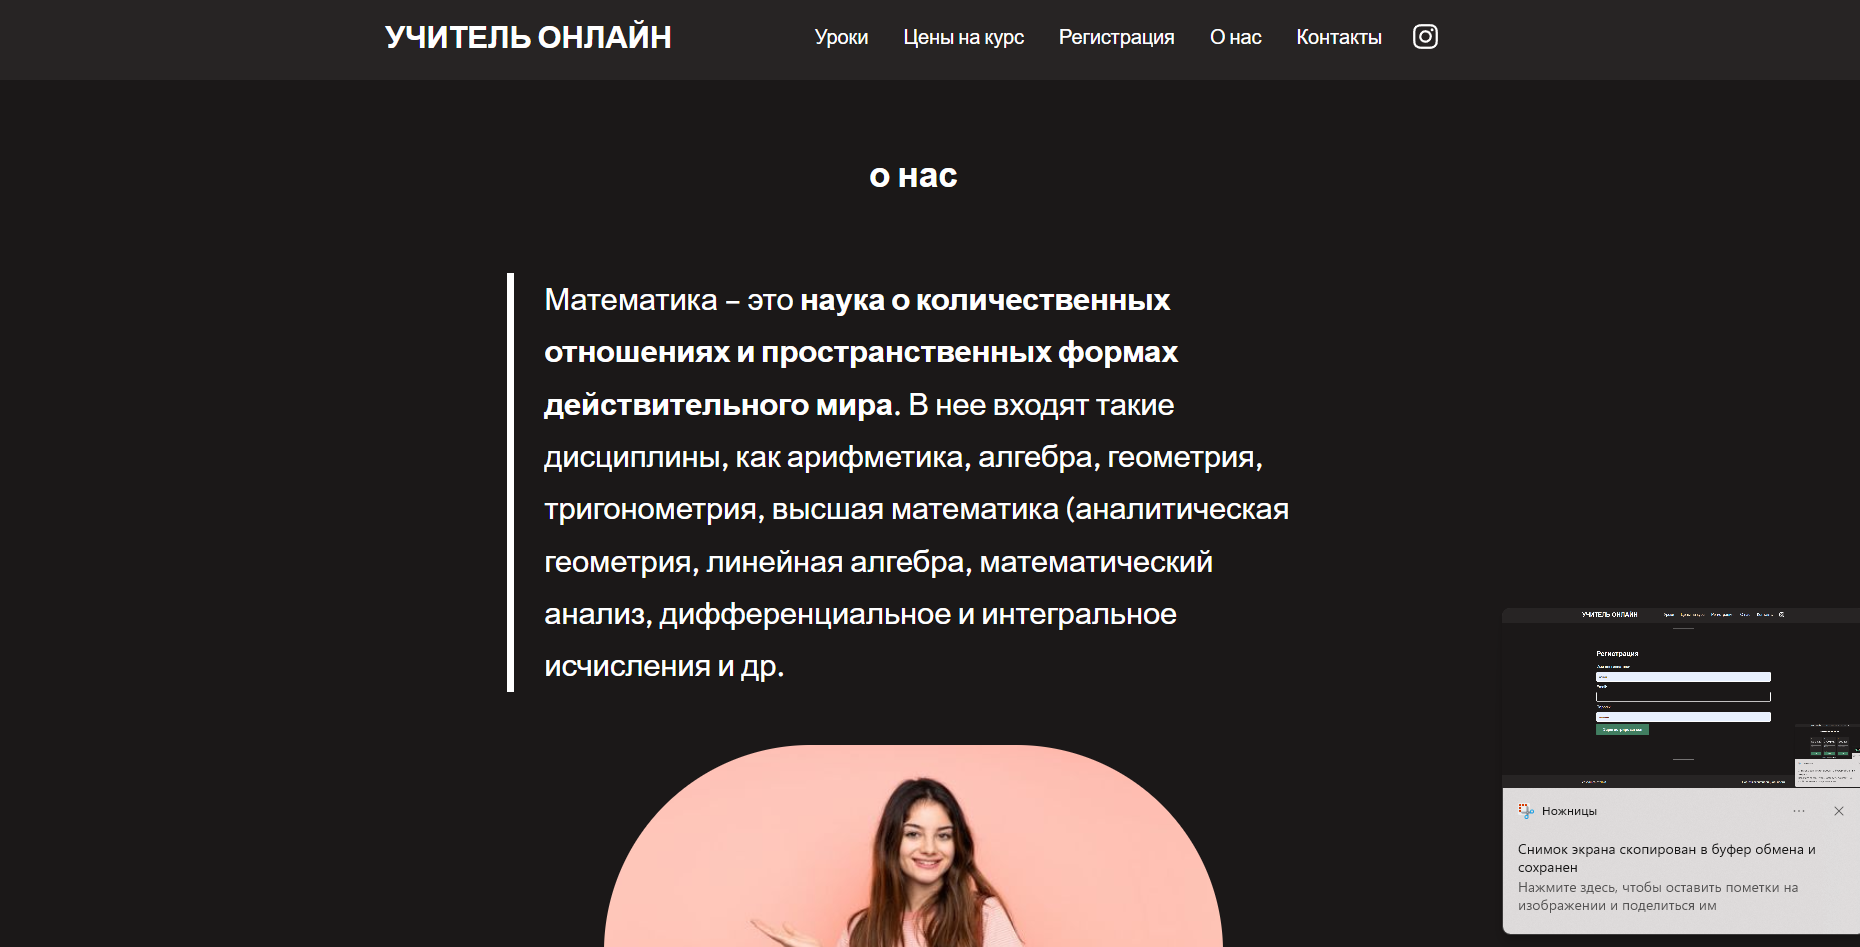 УЧИТЕЛЬ ОНЛАЙН
Уроки Цены на курс Регистрация О нас Контакты
о нас
Математика – это наука о количественных
отношениях и пространственных формах
действительного мира. В нее входят такие
дисциплины, как арифметика, алгебра, геометрия,
тригонометрия, высшая математика (аналитическая
геометрия, линейная алгебра, математический
анализ, дифференциальное и интегральное
исчисления и др.
УЧИТЕЛЬ ОНЛАЙН
Регистрация
Ножницы
Снимок экрана скопирован в буфер обмена и
сохранен
Нажмите здесь, чтобы оставить пометки на
изображении и поделиться им